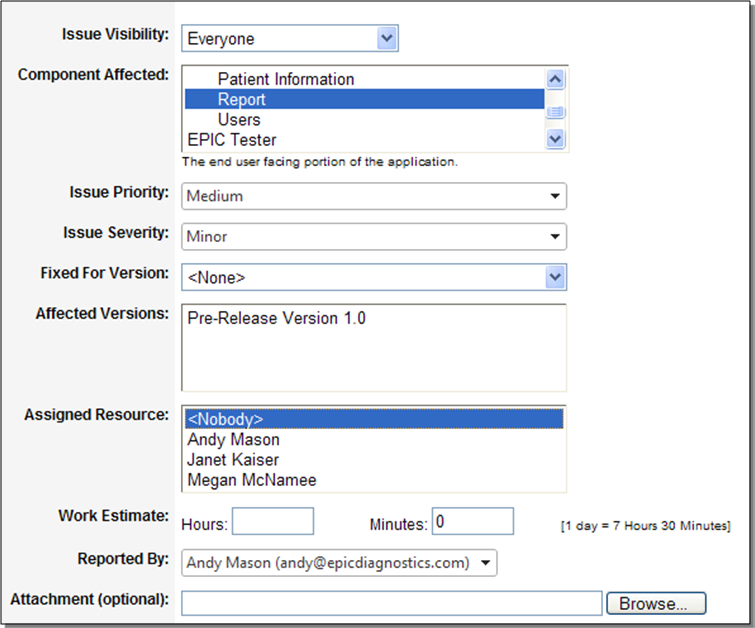 Issue Visibility: Everyone
Component Affected: Patient Information
Report
Users
EPIC Tester
The end user facing portion of the application.
Issue Priority: Medium
Issue Severity: Minor
Fixed For Version: <None>
Affected Versions: Pre-Release Version 1.0
Assigned Resource: <Nobody>
Andy Mason
Janet Kaiser
Megan McNamee
Work Estimate: Hours: Minutes: 0 [1 day = 7 Hours 30 Minutes]
Reported By: Andy Mason (andy@epicdiagnostics.com)
Attachment (optional): Browse...